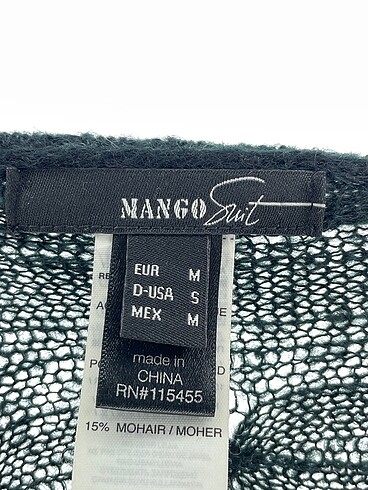 MANGO Suit
EUR M
D-USA S
MEX M
made in
CHINA
RN#115455
15% MOHAIR / MOHER